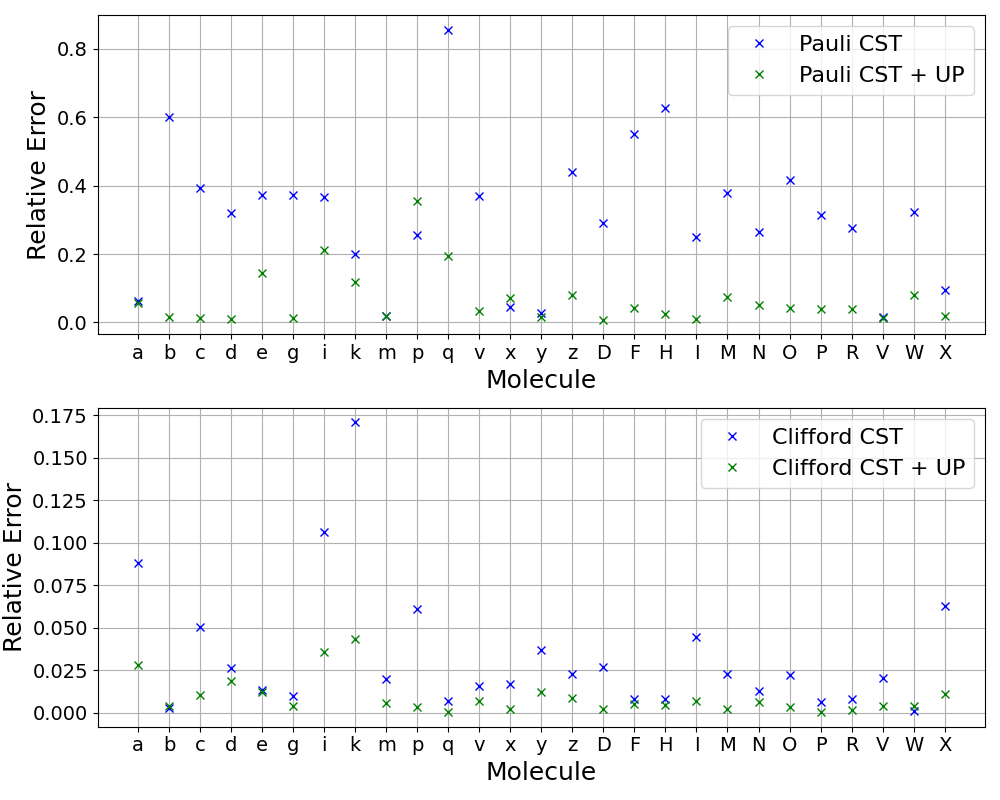 Relative Error
0.8
0.6
0.4
0.2
0.0
Pauli CST
Pauli CST + UP
a b c d e g i k m p q v x y z D F H I M N O P R V W X
Molecule
Relative Error
0.175
0.150
0.125
0.100
0.075
0.050
0.025
0.000
Clifford CST
Clifford CST + UP
a b c d e g i k m p q v x y z D F H I M N O P R V W X
Molecule